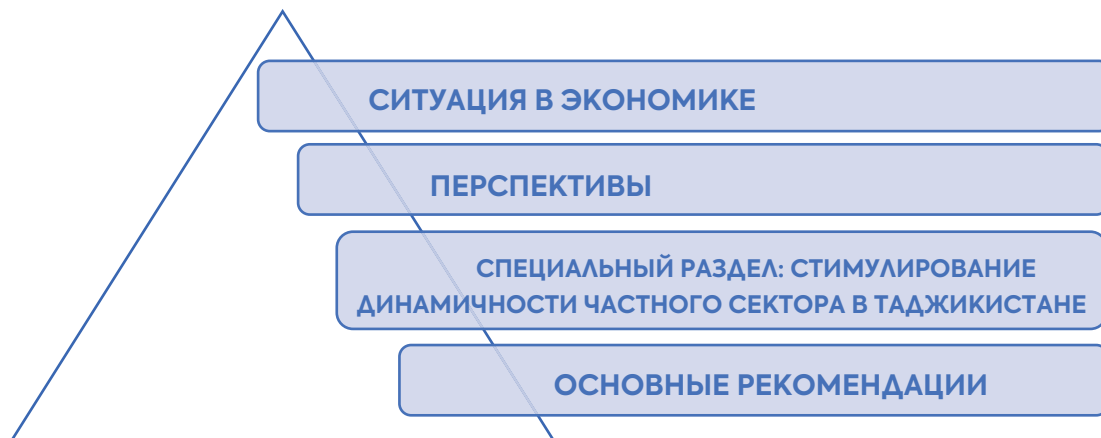 СИТУАЦИЯ В ЭКОНОМИКЕ
ПЕРСПЕКТИВЫ
СПЕЦИАЛЬНЫЙ РАЗДЕЛ: СТИМУЛИРОВАНИЕ
ДИНАМИЧНОСТИ ЧАСТНОГО СЕКТОРА В ТАДЖИКИСТАНЕ
ОСНОВНЫЕ РЕКОМЕНДАЦИИ